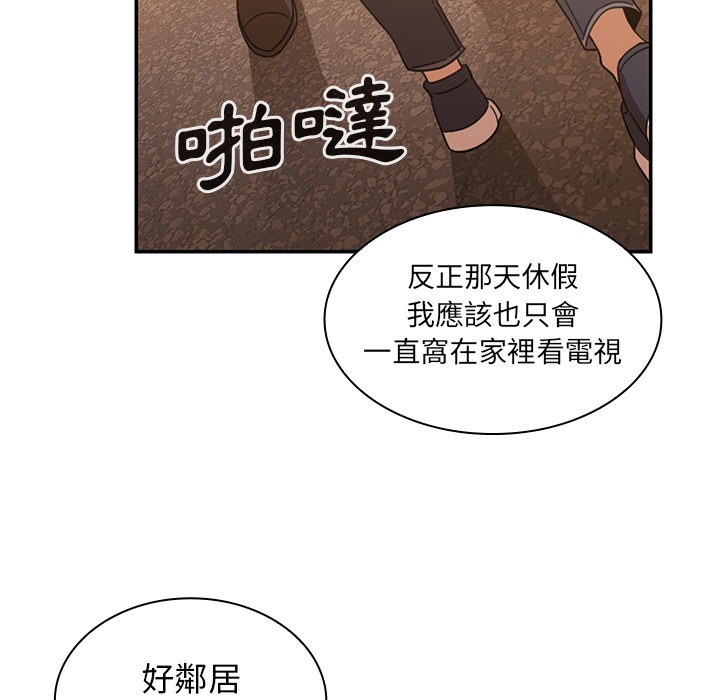 啪噠
反正那天休假
我應該也只會
一直窩在家裡看電視
好鄰居